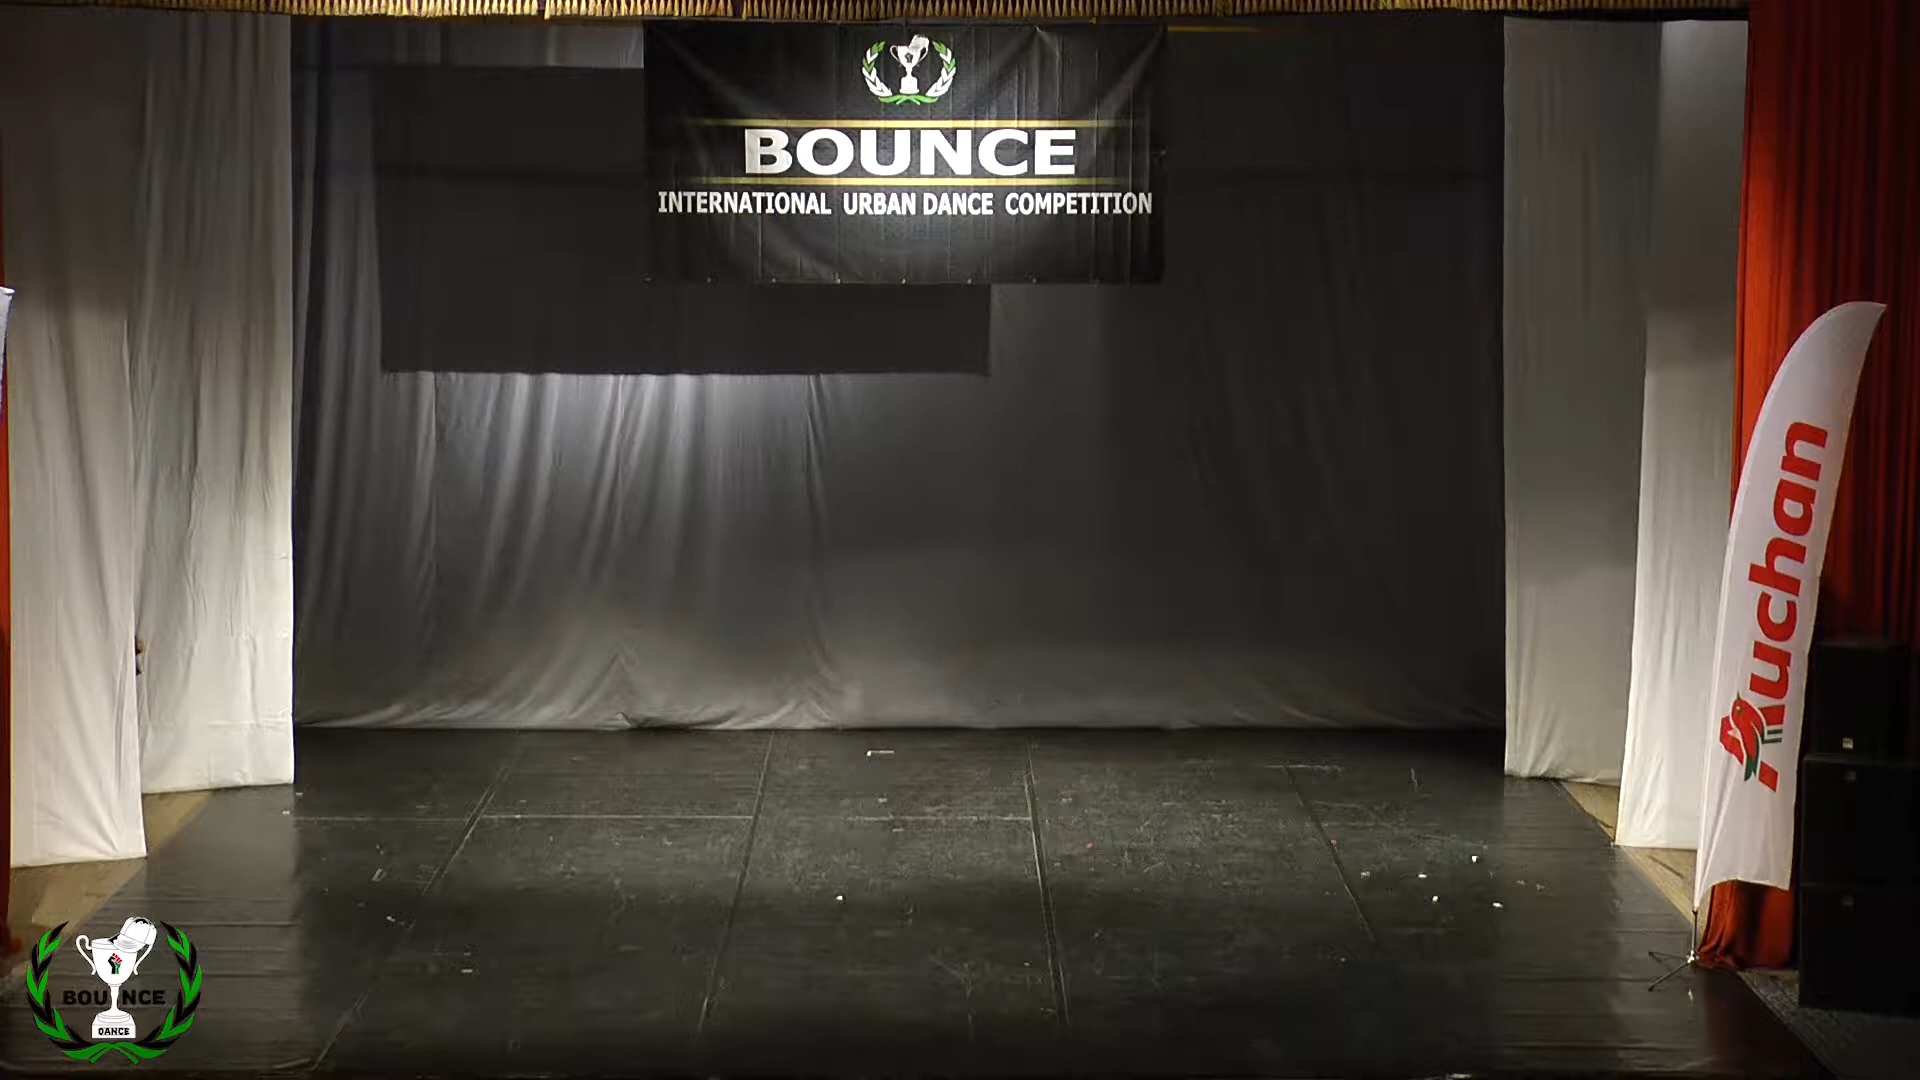 BOUNCE
INTERNATIONAL URBAN DANCE COMPETITION
Auchan
BOUNCE
DANCE